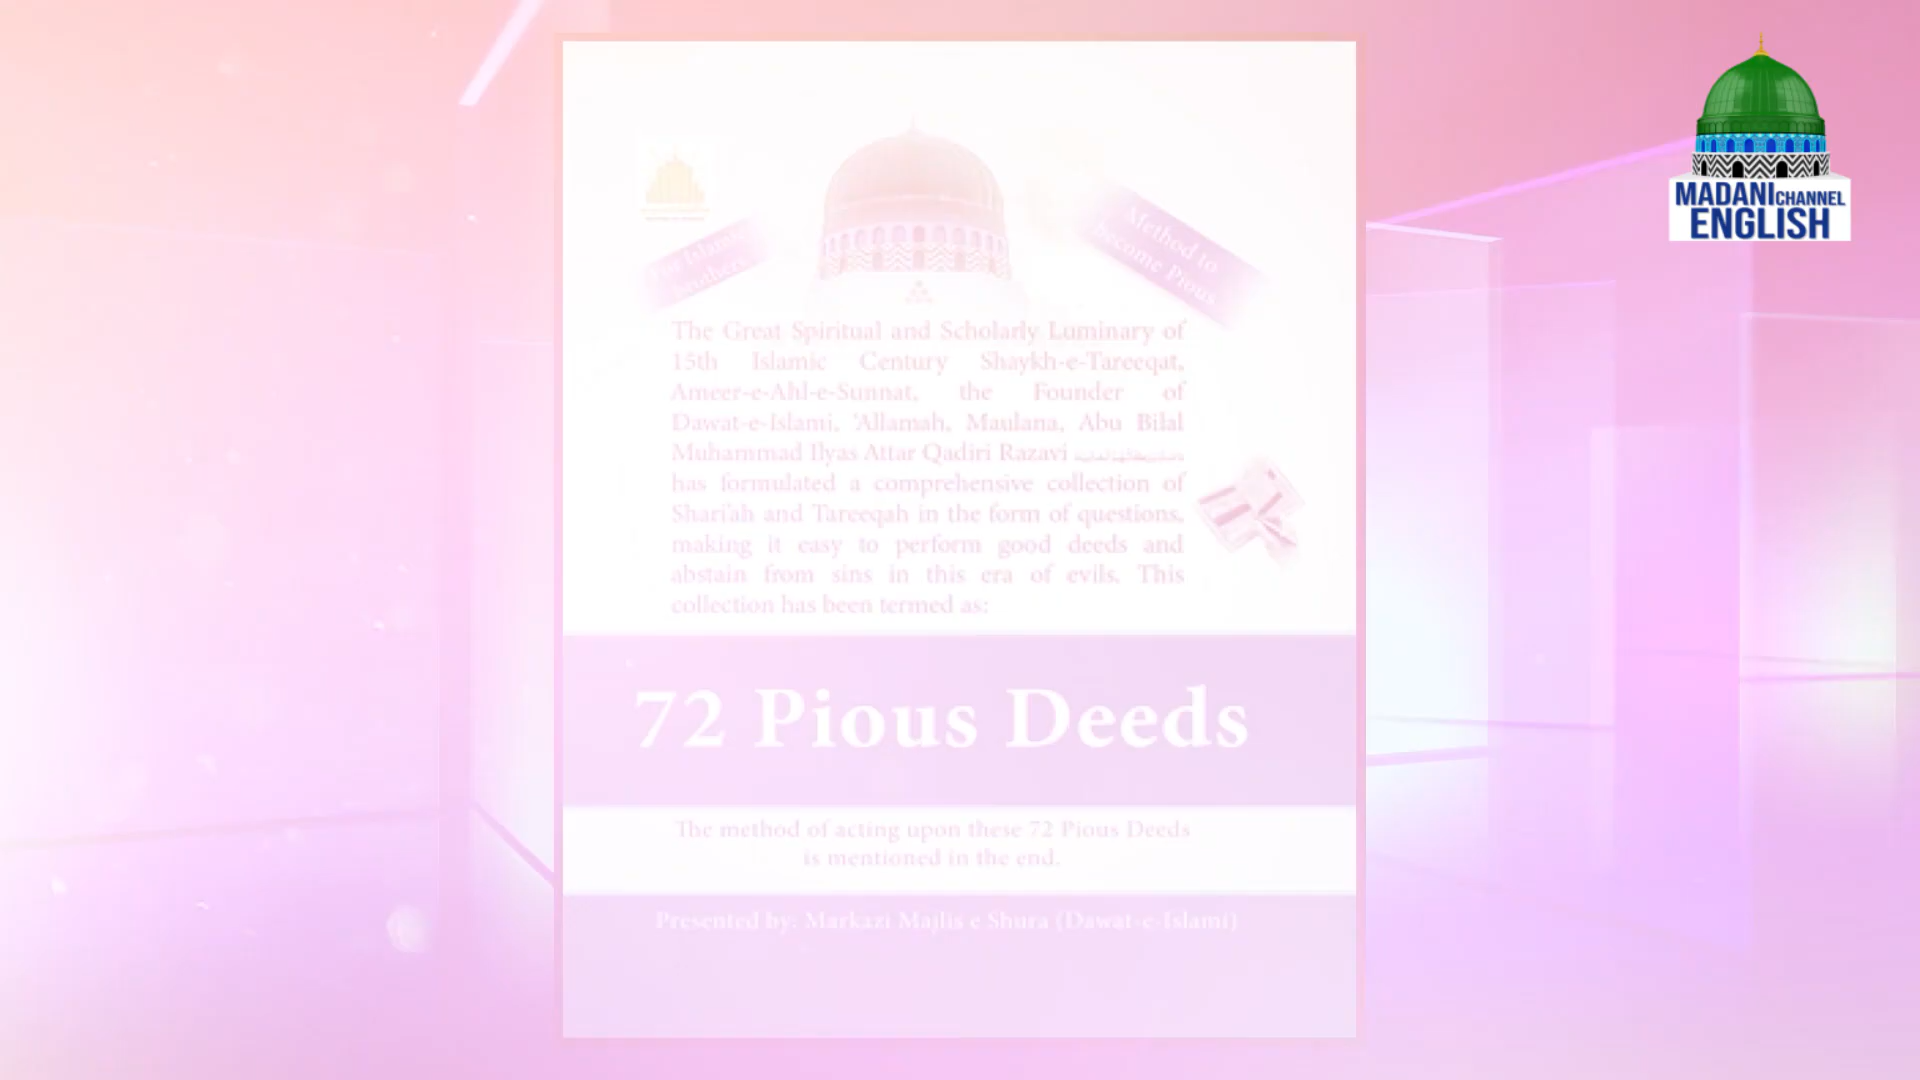 MADANI CHANNEL
ENGLISH
For Islamic
brothers
Method to
become Pious
The Great Spiritual and Scholarly Luminary of
15th Islamic Century Shaykh-e-Tareeqat,
Ameer-e-Ahl-e-Sunnat, the Founder of
Dawat-e-Islami, 'Allamah, Maulana, Abu Bilal
Muhammad Ilyas Attar Qadiri Razavi
has formulated a comprehensive collection of
Shari'ah and Tareeqah in the form of questions,
making it easy to perform good deeds and
abstain from sins in this era of evils. This
collection has been termed as:
72 Pious Deeds
The method of acting upon these 72 Pious Deeds
is mentioned in the end.
Presented by: Markazi Majlis e Shura (Dawat-e-Islami)